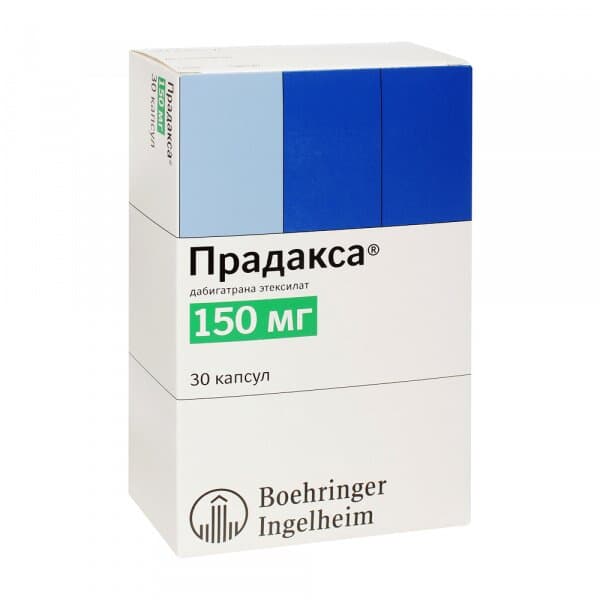 Прадакса®
150 мг
30 капсул
Прадакса®
дабигатрана этексилат
150 мг
30 капсул
Boehringer
Ingelheim